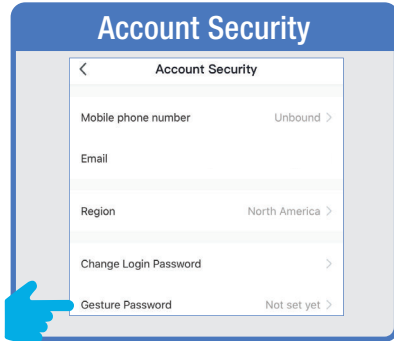 Account Security
Account Security
Mobile phone number Unbound
Email
Region North America
Change Login Password
Gesture Password Not set yet